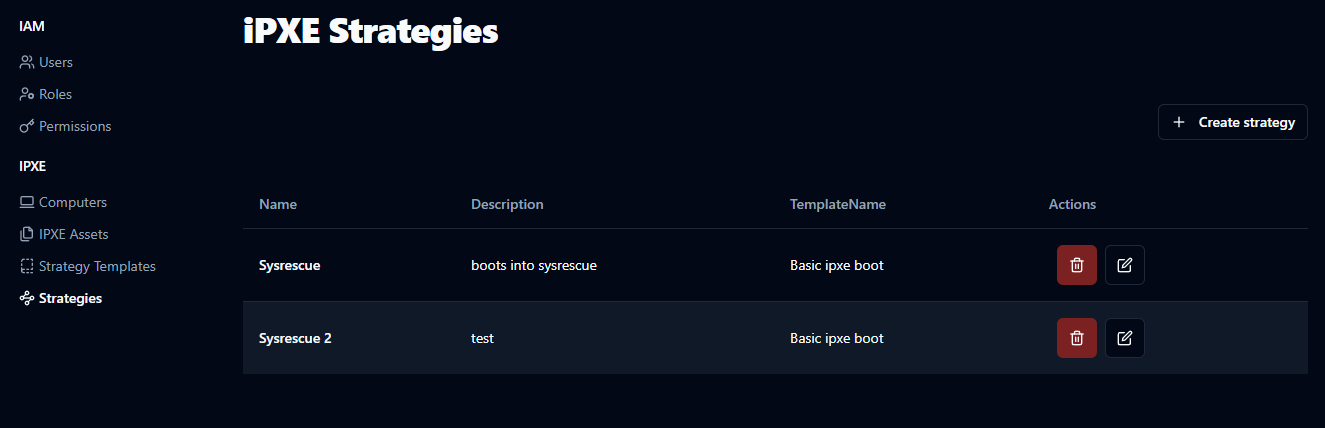 IAM
Users
Roles
Permissions
IPXE
Computers
IPXE Assets
Strategy Templates
Strategies
iPXE Strategies
Create strategy
Name Description TemplateName Actions
Sysrescue boots into sysrescue Basic ipxe boot
Sysrescue 2 test Basic ipxe boot